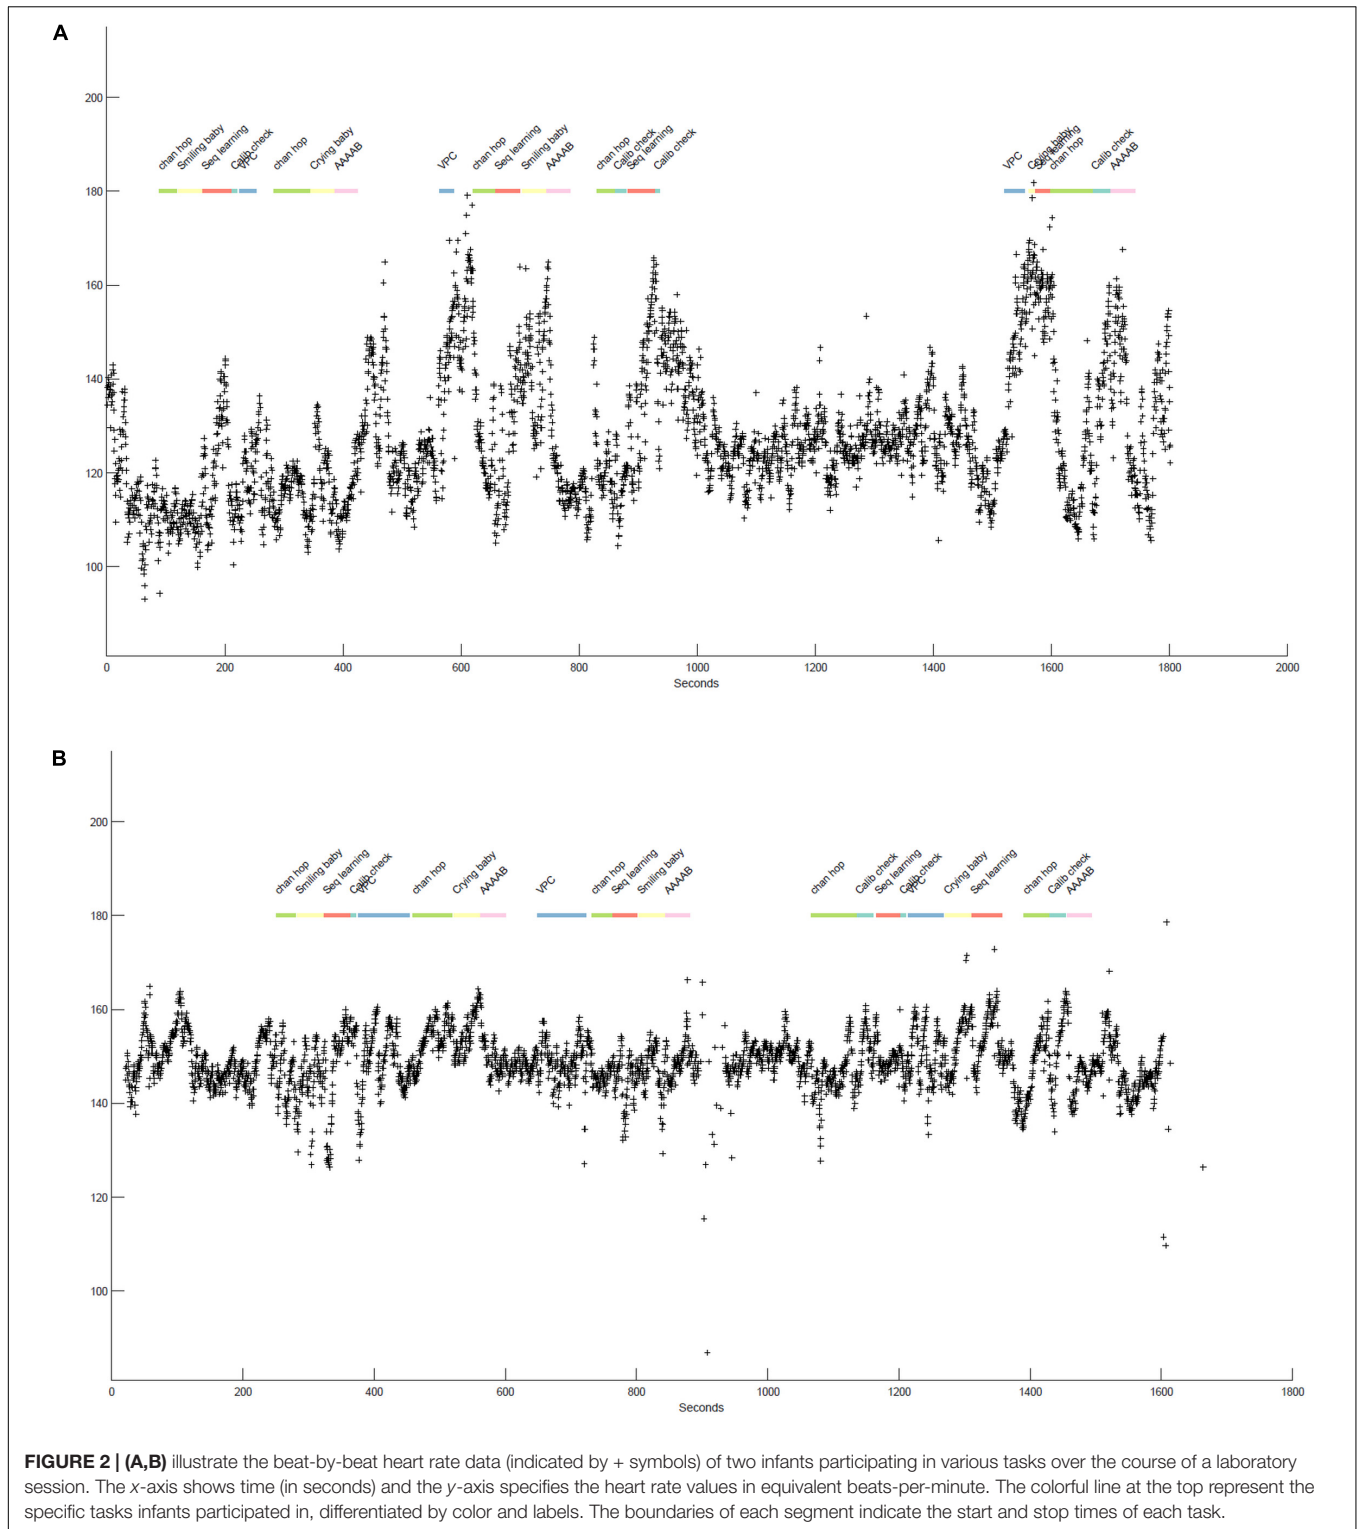 A
200
180
160
140
120
100
chan hop
Smiling baby
Seq learning
Calib check
VPC
chan hop
Crying baby
AAAAB
VPC
chan hop
Seq learning
Smiling baby
AAAAB
chan hop
Calib check
Seq learning
Calib check
VPC
Crying baby
Seq learning
chan hop
Calib check
AAAAB
0 200 400 600 800 1000 1200 1400 1600 1800 2000
Seconds
B
200
180
160
140
120
100
chan hop
Smiling baby
Seq learning
Calib check
VPC
chan hop
Crying baby
AAAAB
VPC
chan hop
Seq learning
Smiling baby
AAAAB
chan hop
Calib check
Seq learning
Calib check
VPC
Crying baby
Seq learning
chan hop
Calib check
AAAAB
0 200 400 600 800 1000 1200 1400 1600 1800
Seconds
FIGURE 2 | (A,B) illustrate the beat-by-beat heart rate data (indicated by + symbols) of two infants participating in various tasks over the course of a laboratory
session. The x-axis shows time (in seconds) and the y-axis specifies the heart rate values in equivalent beats-per-minute. The colorful line at the top represent the
specific tasks infants participated in, differentiated by color and labels. The boundaries of each segment indicate the start and stop times of each task.